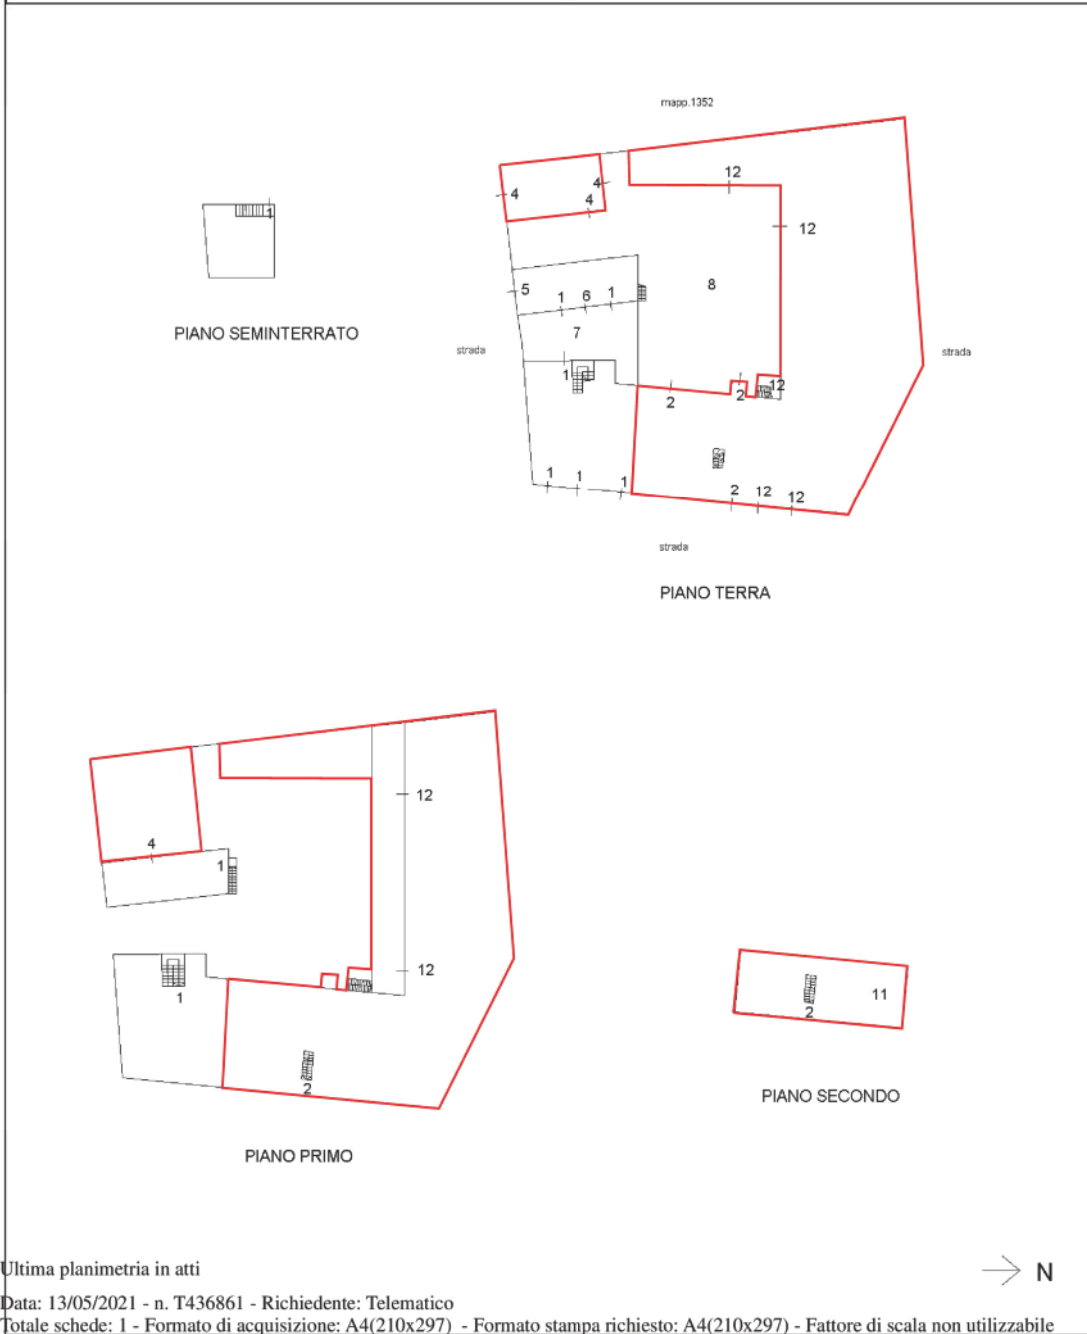 mapp.1352
12
4
4
4
12
1
8
5
1
6
1
PIANO SEMINTERRATO
7
strada
strada
1
12
2
2
1
1
1
2
12
12
strada
PIANO TERRA
12
4
1
12
1
11
2
2
PIANO SECONDO
PIANO PRIMO
Ultima planimetria in atti
N
Data: 13/05/2021 - n. T436861 - Richiedente: Telematico
Totale schede: 1 - Formato di acquisizione: A4(210x297) - Formato stampa richiesto: A4(210x297) - Fattore di scala non utilizzabile